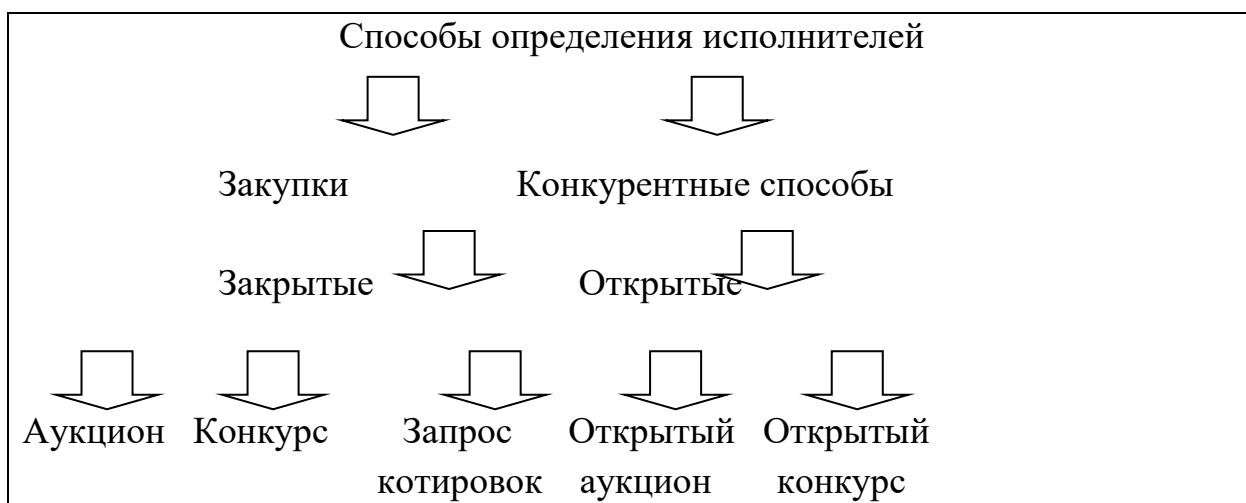 Способы определения исполнителей
Закупки Конкурентные способы
Закрытые Открытые
Аукцион Конкурс Запрос Открытый Открытый
котировок аукцион конкурс